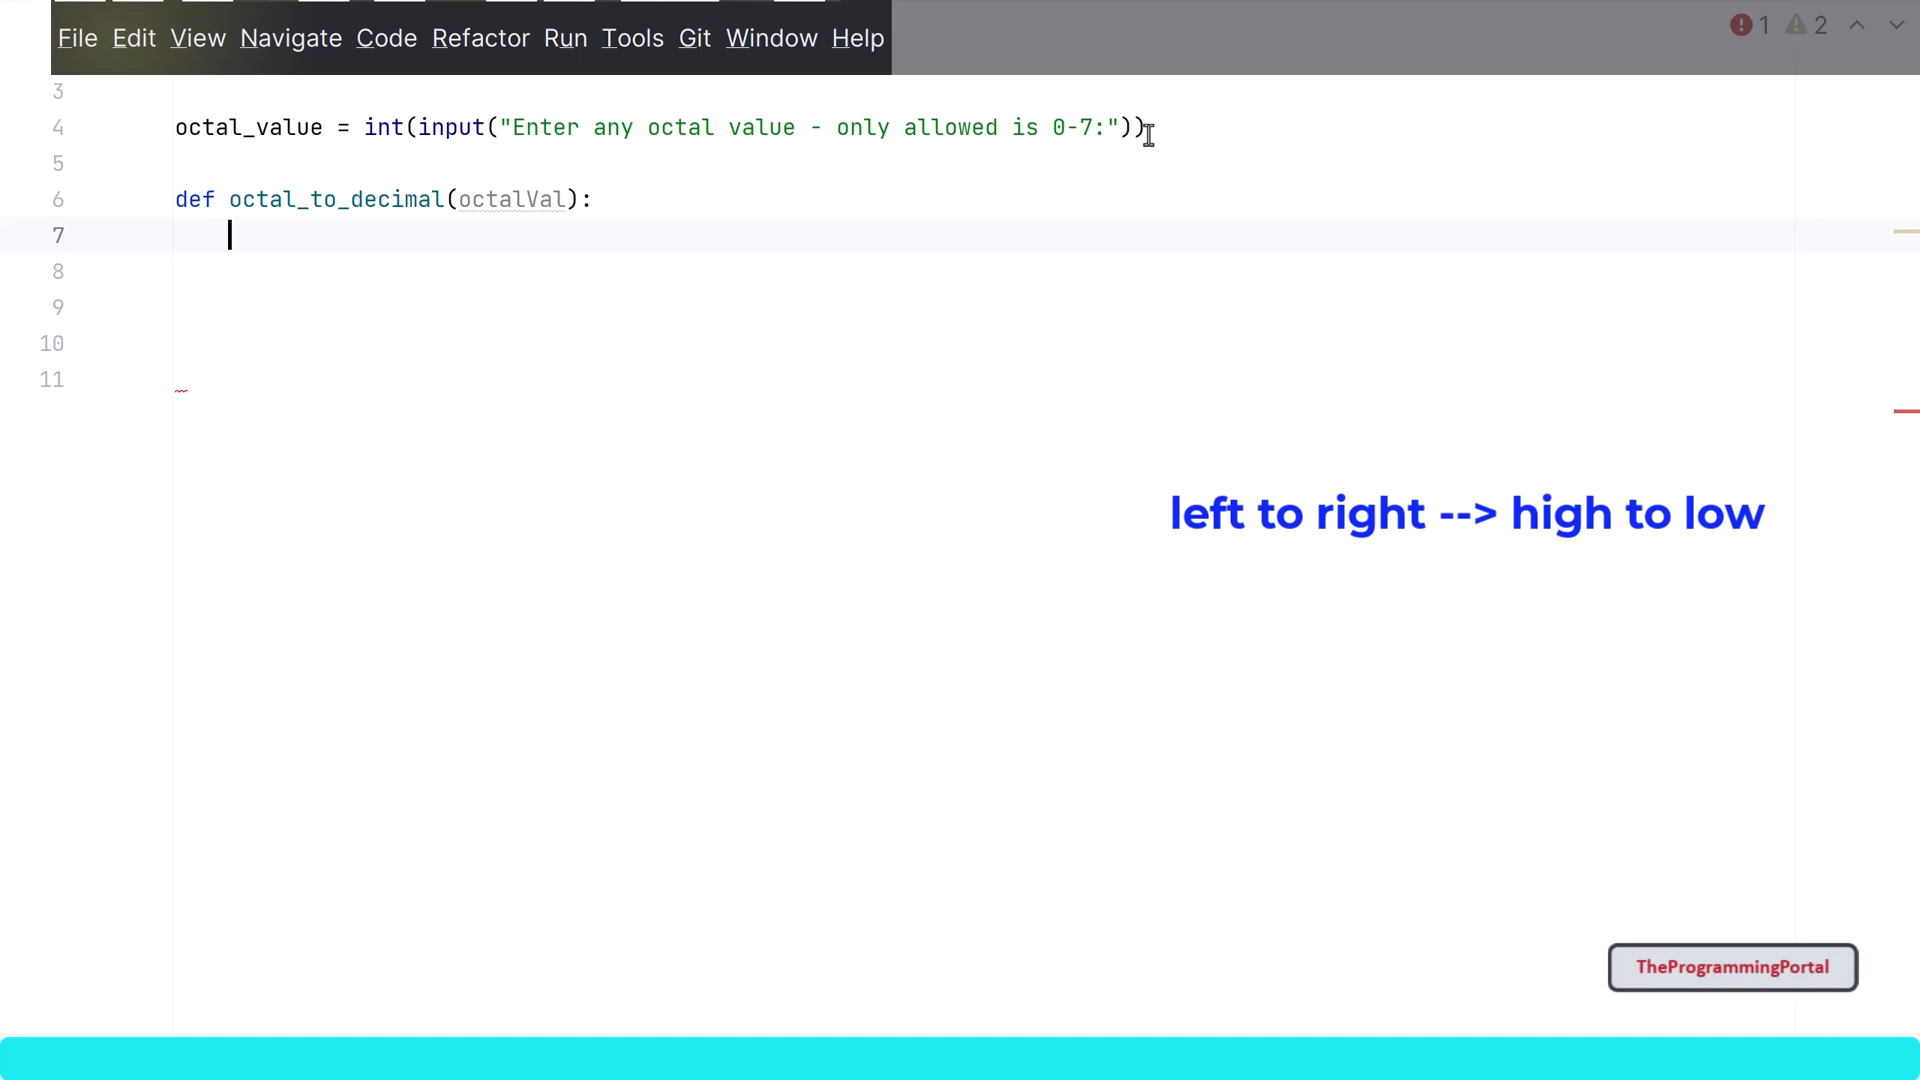 File Edit View Navigate Code Refactor Run Tools Git Window Help
1 2
3
4 octal_value = int(input("Enter any octal value - only allowed is 0-7:"))
5
6 def octal_to_decimal(octalVal):
7
8
9
10
11
left to right --> high to low
TheProgrammingPortal